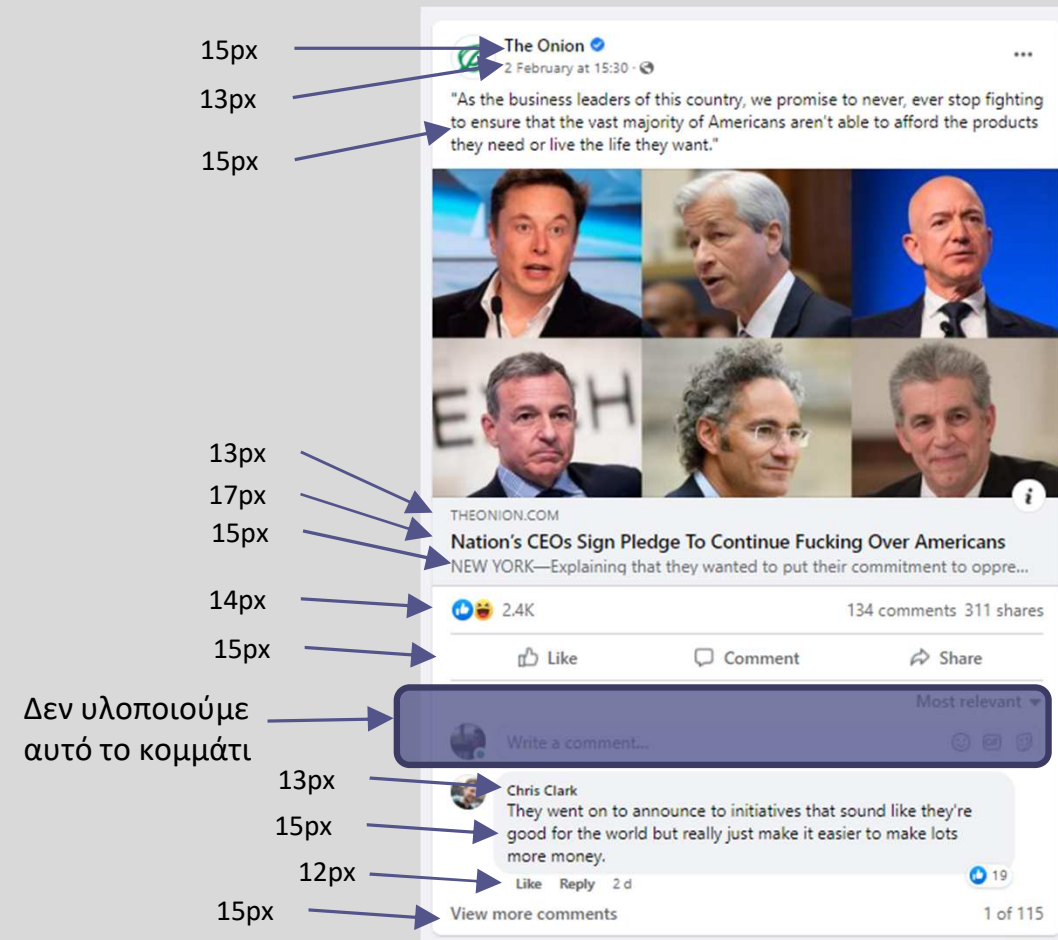 15px
The Onion
13px
2 February at 15:30 ·
15px
"As the business leaders of this country, we promise to never, ever stop fighting
to ensure that the vast majority of Americans aren't able to afford the products
they need or live the life they want."
ECH
i
13px
THEONION.COM
17px
Nation's CEOs Sign Pledge To Continue Fucking Over Americans
15px
NEW YORK—Explaining that they wanted to put their commitment to oppre...
14px
2.4K
134 comments 311 shares
15px
Like
Comment
Share
Δεν υλοποιούμε
αυτό το κομμάτι
Most relevant
Write a comment...
GIF
13px
Chris Clark
15px
They went on to announce to initiatives that sound like they're
good for the world but really just make it easier to make lots
more money.
12px
Like Reply 2 d
19
15px
View more comments
1 of 115